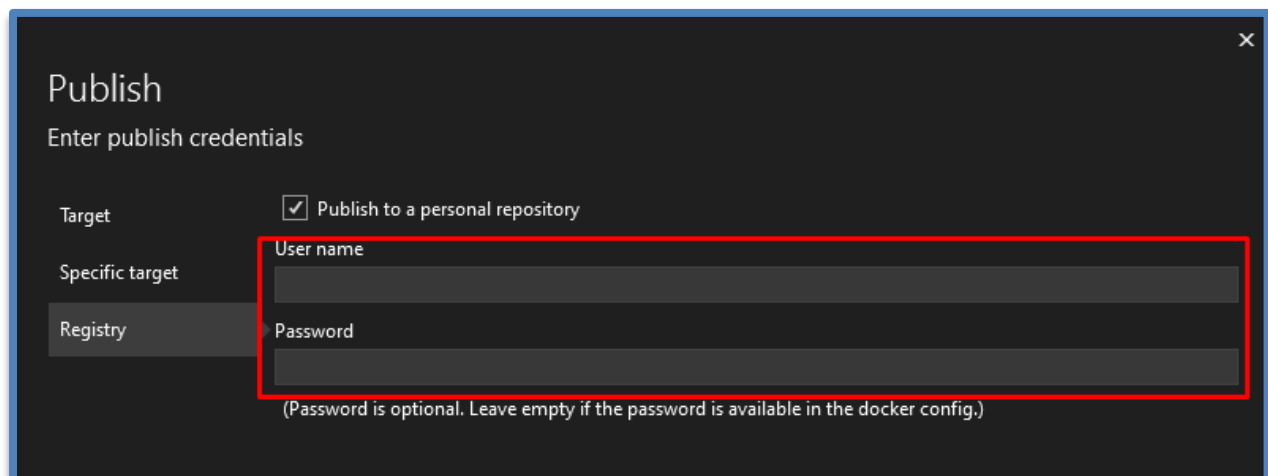 Publish
Enter publish credentials
Target
Publish to a personal repository
User name
Specific target
Registry
Password
(Password is optional. Leave empty if the password is available in the docker config.)